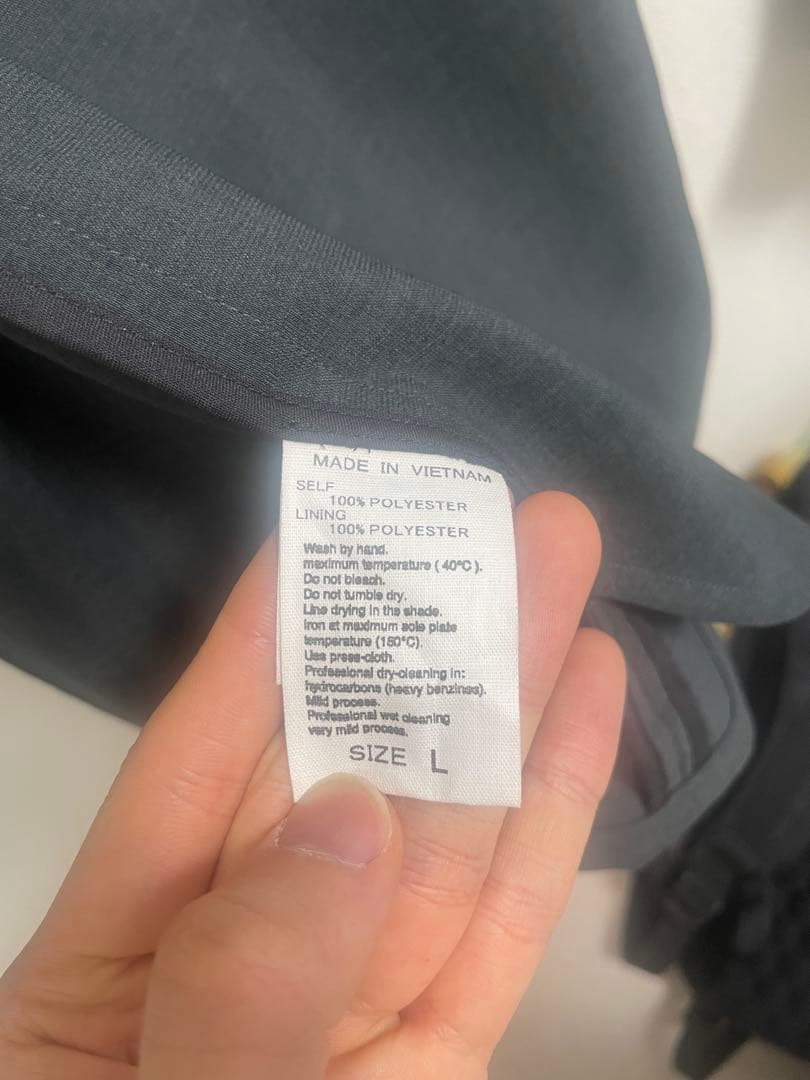 MADE IN VIETNAM
SELF
100% POLYESTER
LINING
100% POLYESTER
Wash by hand.
maximum temperature ( 40°C ).
Do not bleach.
Do not tumble dry.
Line drying in the shade.
Iron at maximum sole plate
temperature (150°C).
Use press-cloth.
Professional dry-cleaning in:
hydrocarbons (heavy benzines).
Mild process.
Professional wet cleaning
very mild process.
SIZE L